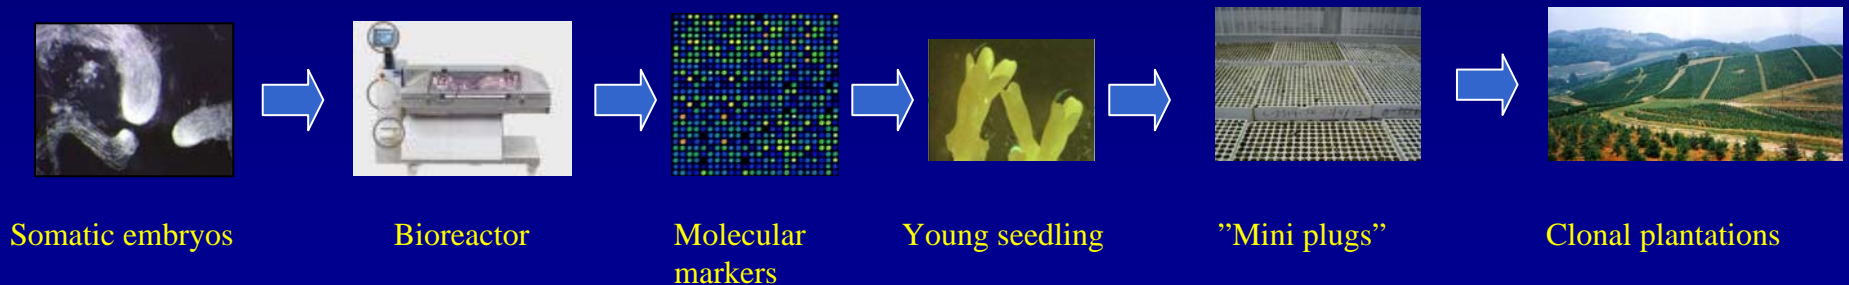 Somatic embryos
Bioreactor
Molecular
markers
Young seedling
”Mini plugs”
Clonal plantations